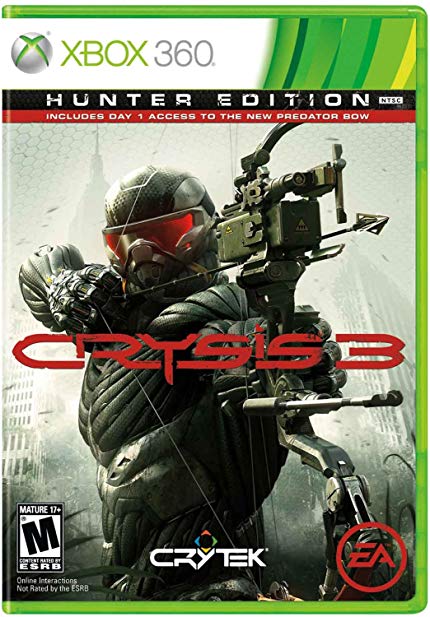 XBOX 360
HUNTER EDITION
NTSC
INCLUDES DAY 1 ACCESS TO THE NEW PREDATOR BOW
CRYSIS 3
MATURE 17+
M
CONTENT RATED BY
ESRB
Online Interactions
Not Rated by the ESRB
CRYTEK
EA